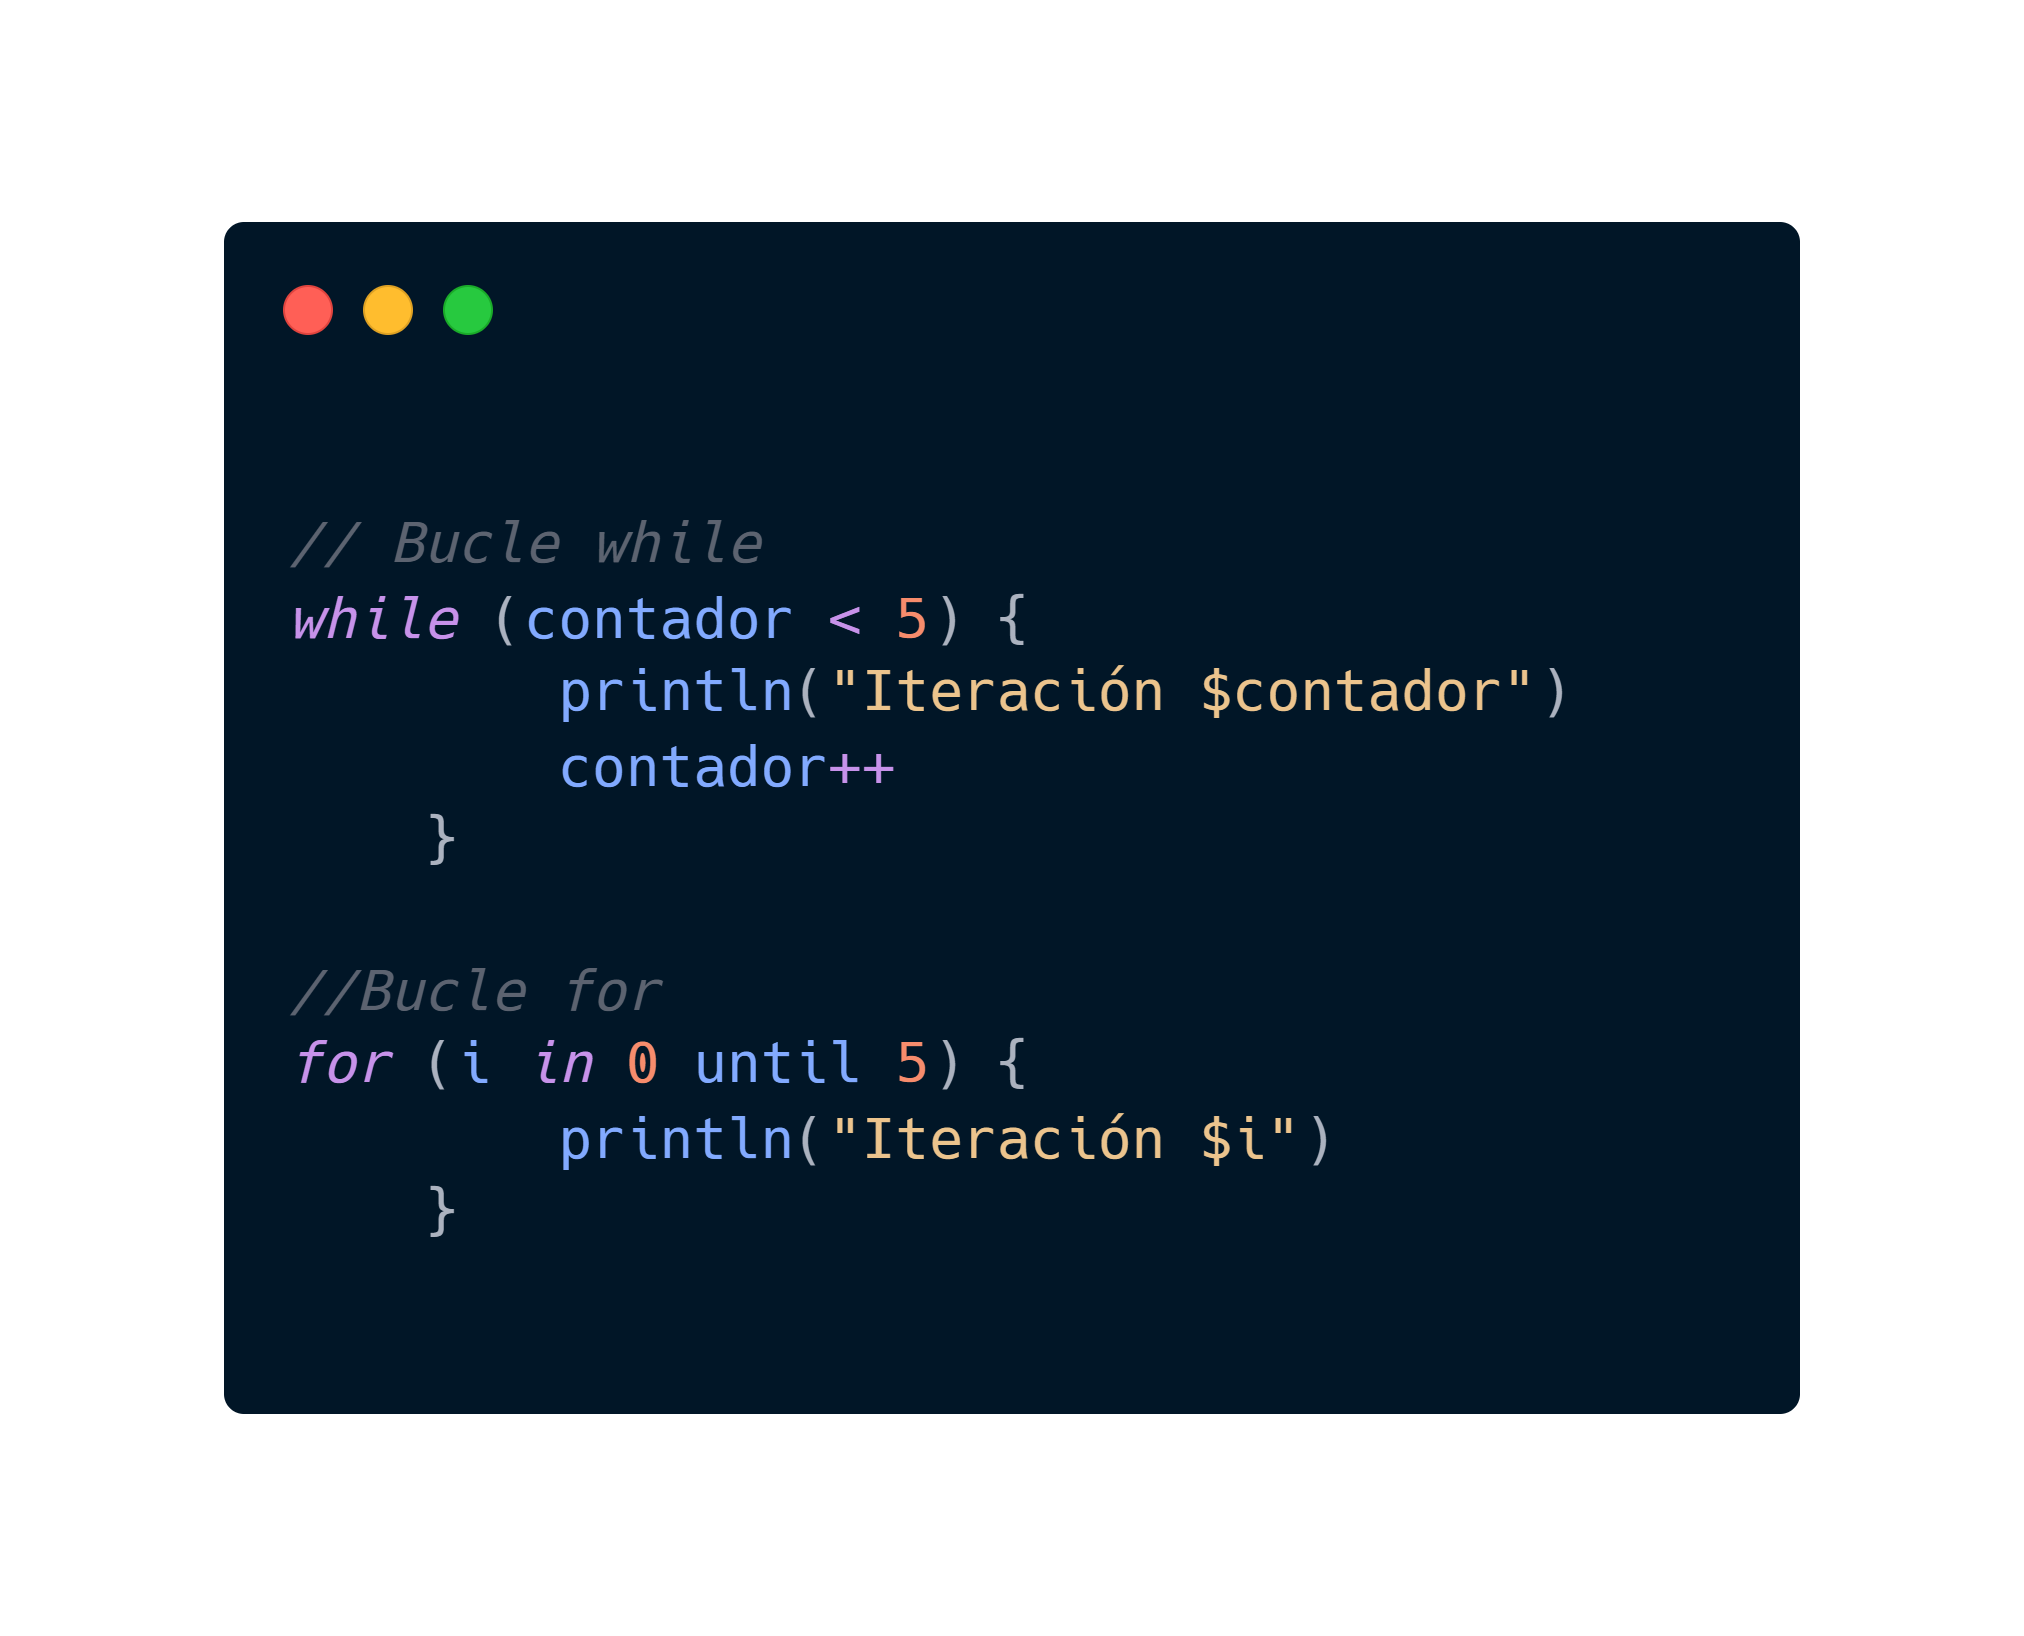 // Bucle while
while (contador < 5) {
        println("Iteración $contador")
        contador++
    }

//Bucle for
for (i in 0 until 5) {
        println("Iteración $i")
    }